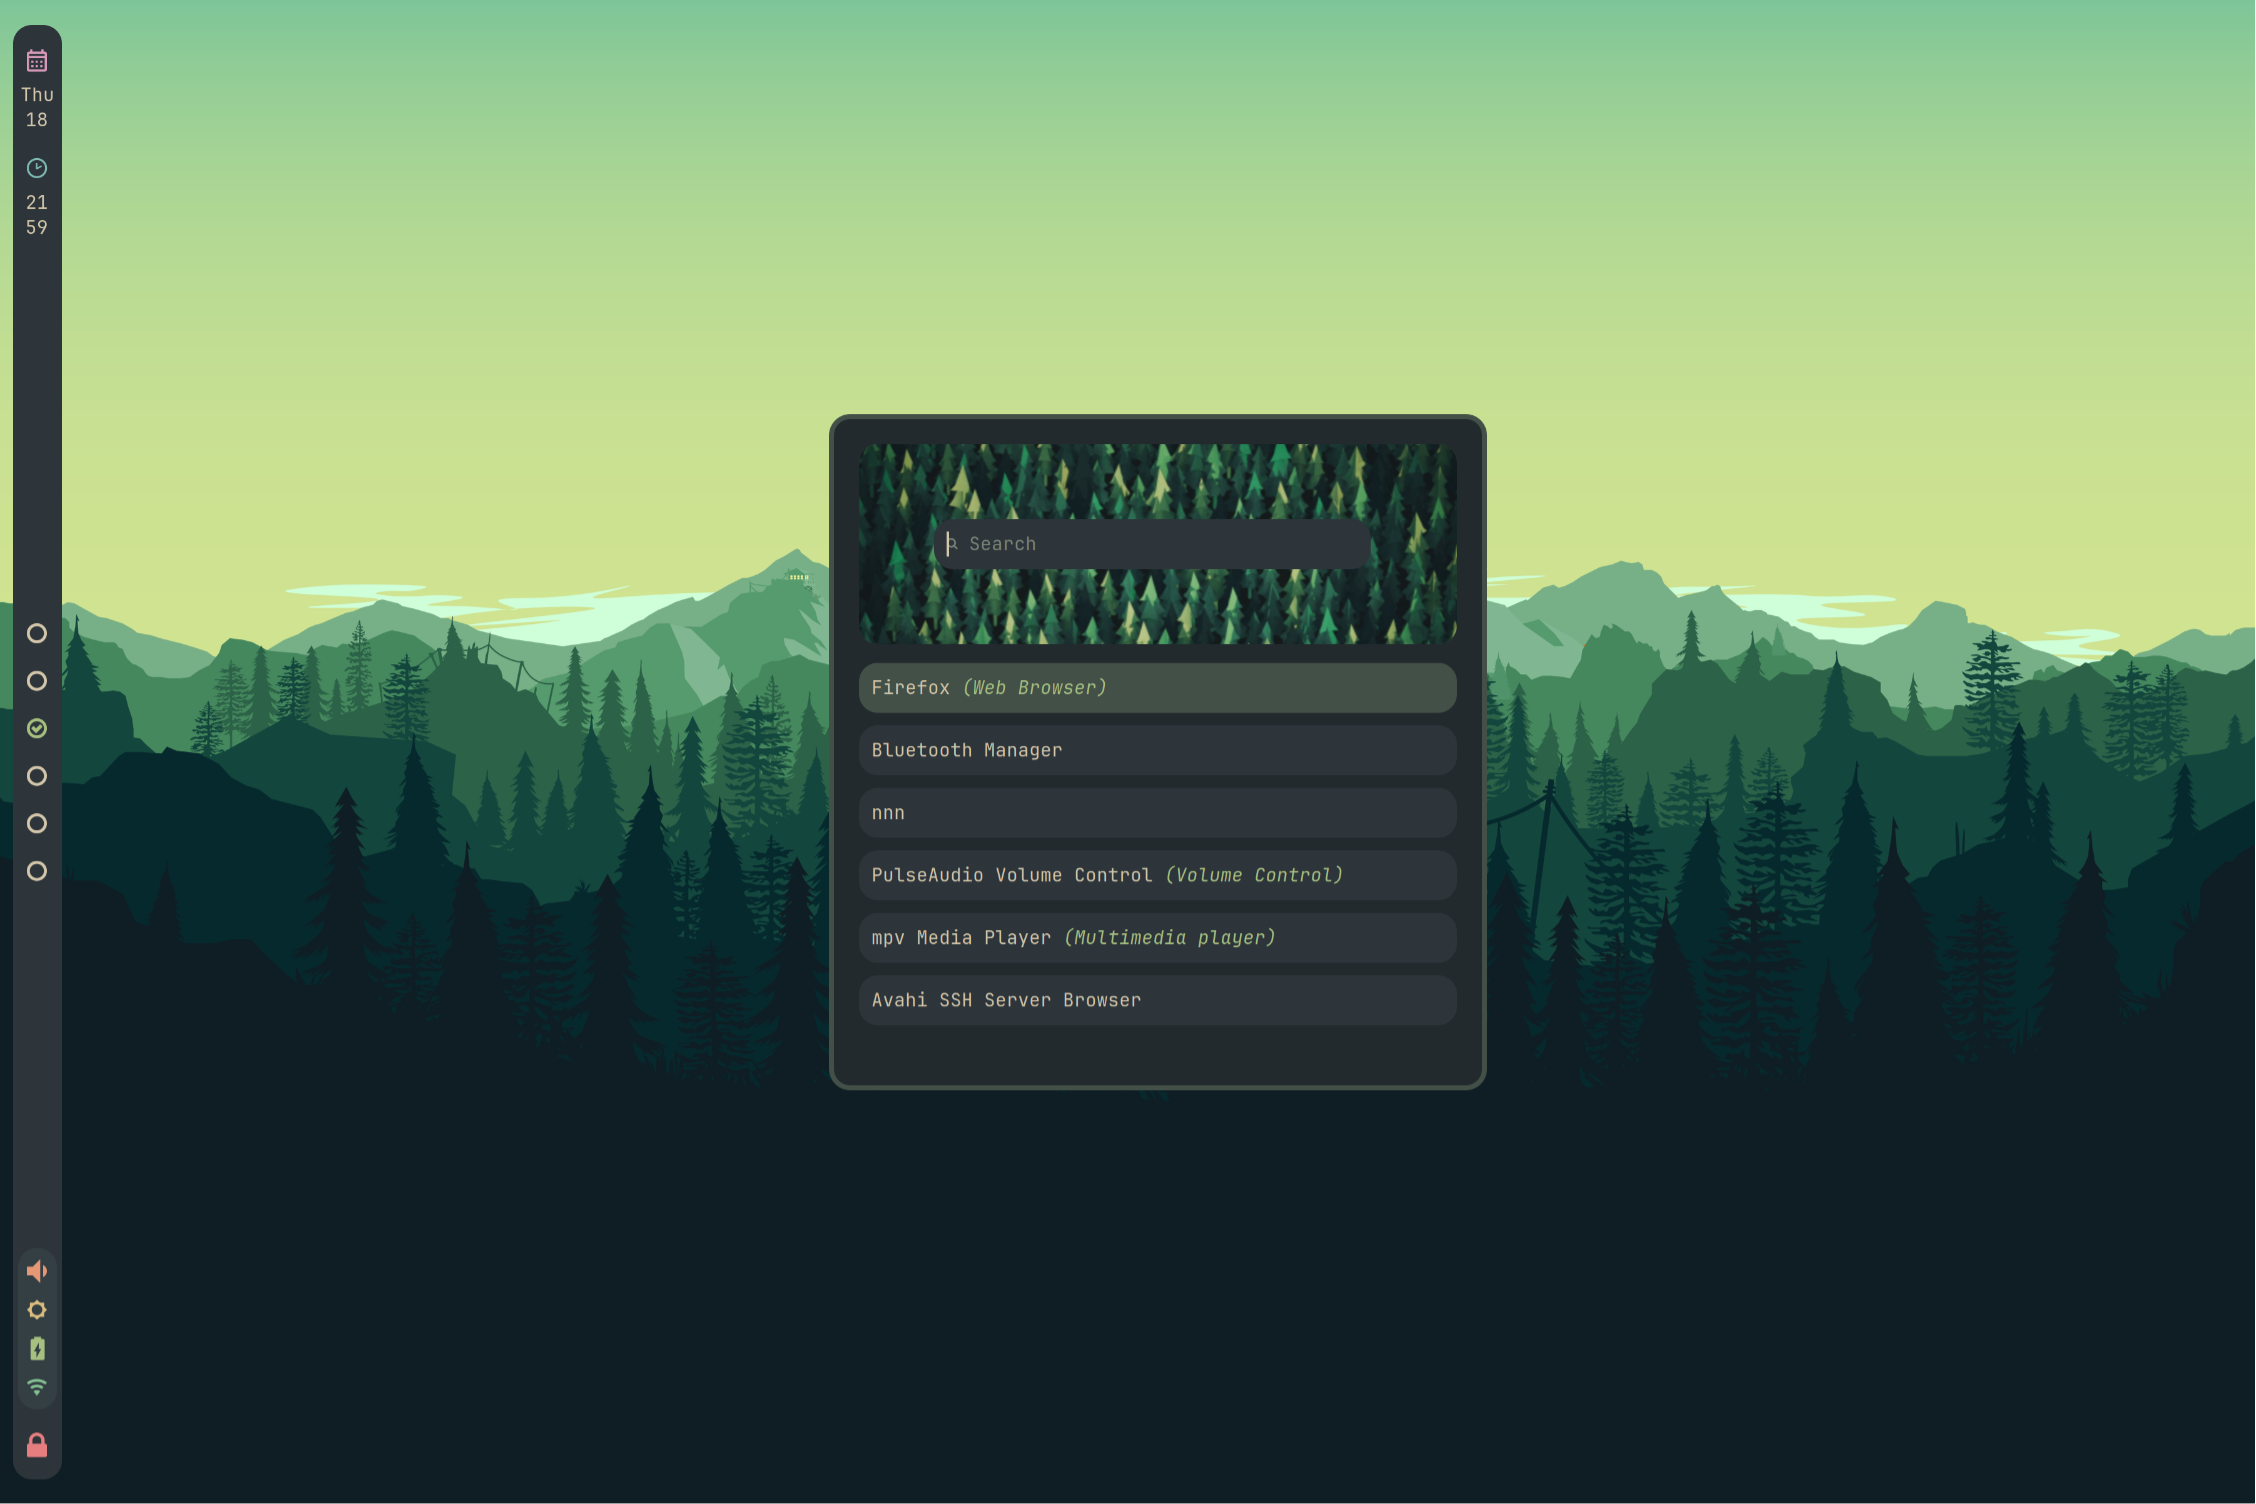 Thu
18
21
59
Search
Firefox (Web Browser)
Bluetooth Manager
nnn
PulseAudio Volume Control (Volume Control)
mpv Media Player (Multimedia player)
Avahi SSH Server Browser